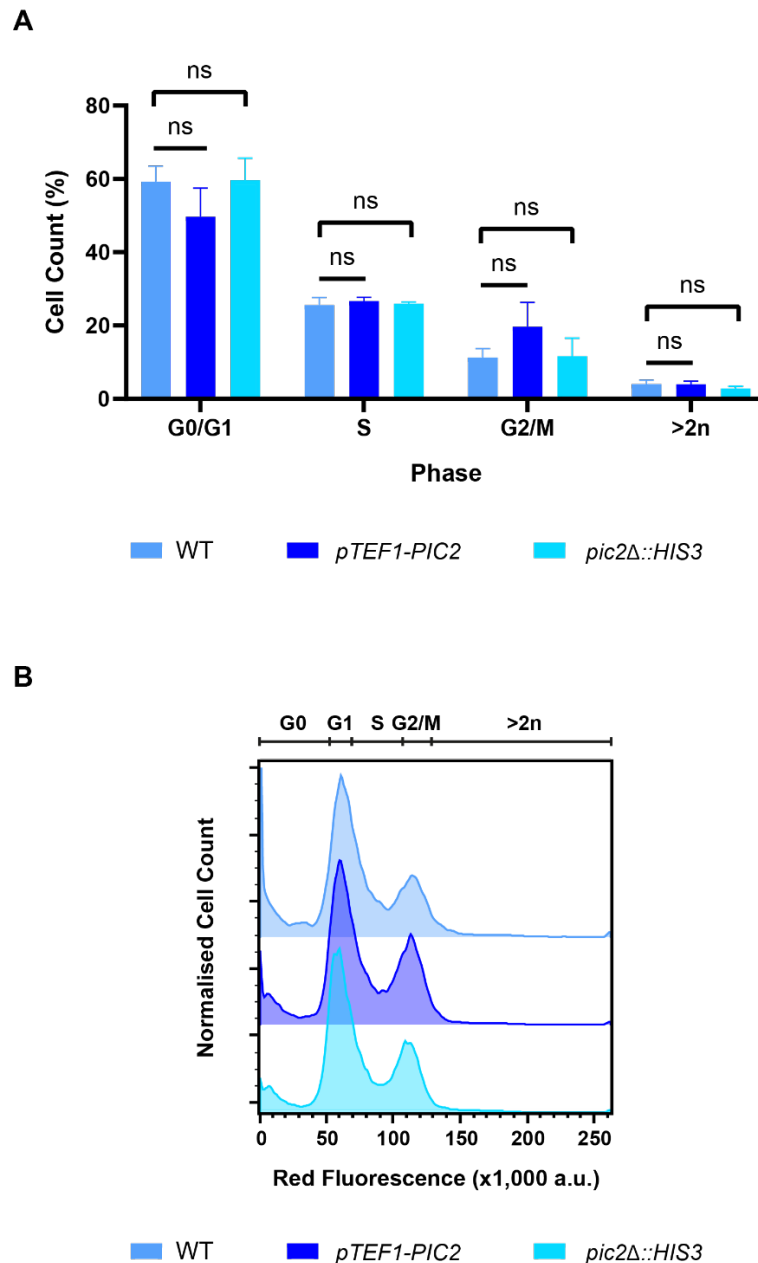 A
ns
ns
ns
ns
ns
ns
ns
ns
80
60
40
20
0
Cell Count (%)
G0/G1 S G2/M >2n
Phase
WT pTEF1-PIC2 pic2Δ::HIS3
B
G0 G1 S G2/M >2n
Normalised Cell Count
0 50 100 150 200 250
Red Fluorescence (x1,000 a.u.)
WT pTEF1-PIC2 pic2Δ::HIS3